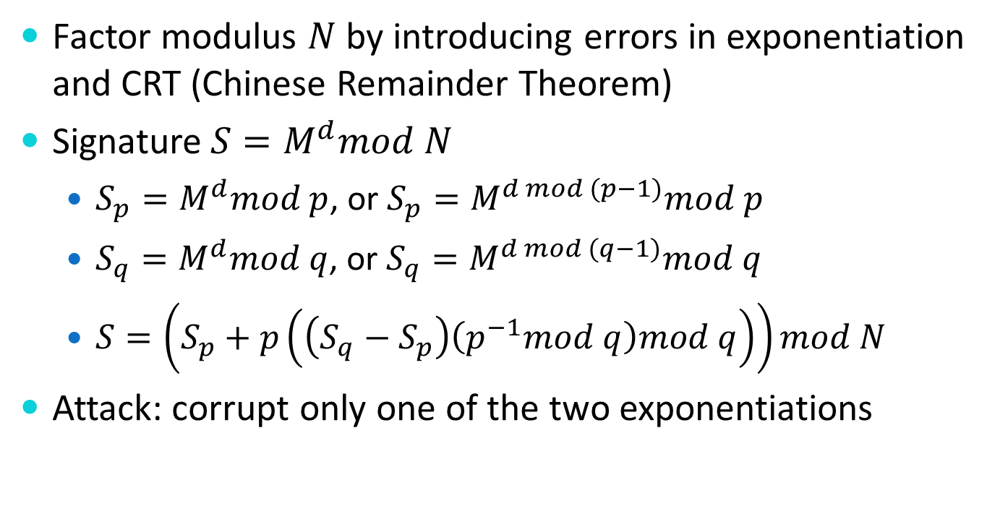 • Factor modulus 𝑁 by introducing errors in exponentiation
and CRT (Chinese Remainder Theorem)
• Signature $S = M^d mod\ N$
• $S_p = M^d mod\ p$, or $S_p = M^{d\ mod\ (p-1)} mod\ p$
• $S_q = M^d mod\ q$, or $S_q = M^{d\ mod\ (q-1)} mod\ q$
• $S = \left(S_p + p\left((S_q - S_p)(p^{-1} mod\ q) mod\ q\right)\right) mod\ N$
• Attack: corrupt only one of the two exponentiations